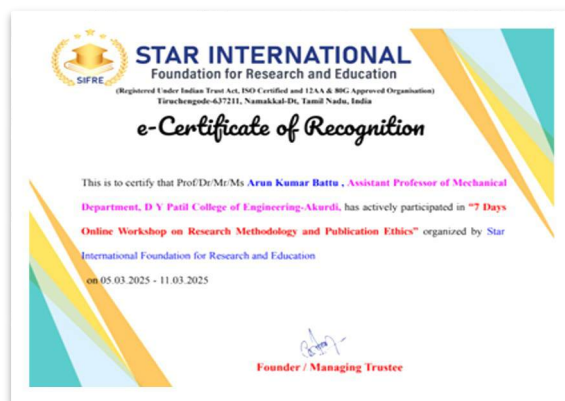 SIFRE
STAR INTERNATIONAL
Foundation for Research and Education
(Registered Under Indian Trust Act, ISO Certified and 12AA & 80G Approved Organisation)
Tiruchengode-637211, Namakkal-Dt, Tamil Nadu, India
e-Certificate of Recognition
This is to certify that Prof/Dr/Mr/Ms Arun Kumar Battu , Assistant Professor of Mechanical
Department, D Y Patil College of Engineering-Akurdi, has actively participated in "7 Days
Online Workshop on Research Methodology and Publication Ethics" organized by Star
International Foundation for Research and Education
on 05.03.2025 - 11.03.2025
Founder / Managing Trustee